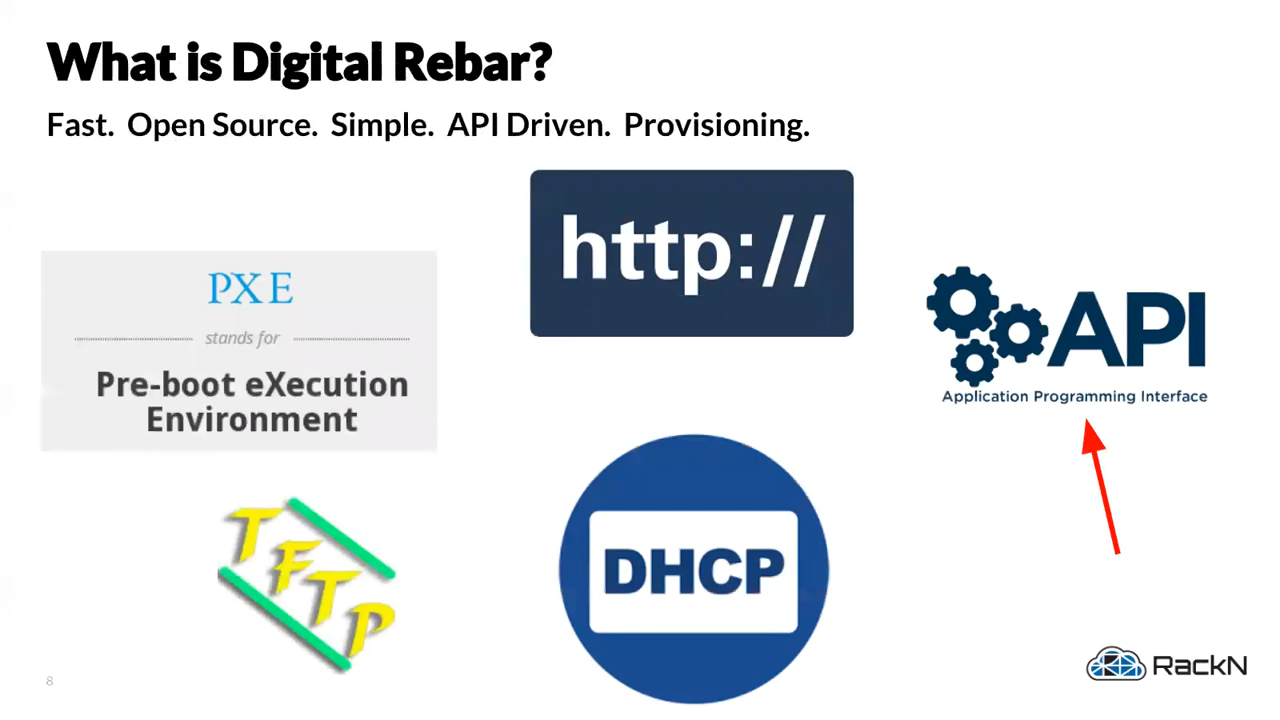 What is Digital Rebar?
Fast. Open Source. Simple. API Driven. Provisioning.
http://
PXE
stands for
Pre-boot eXecution
Environment
API
Application Programming Interface
TFTP
DHCP
8
RackN